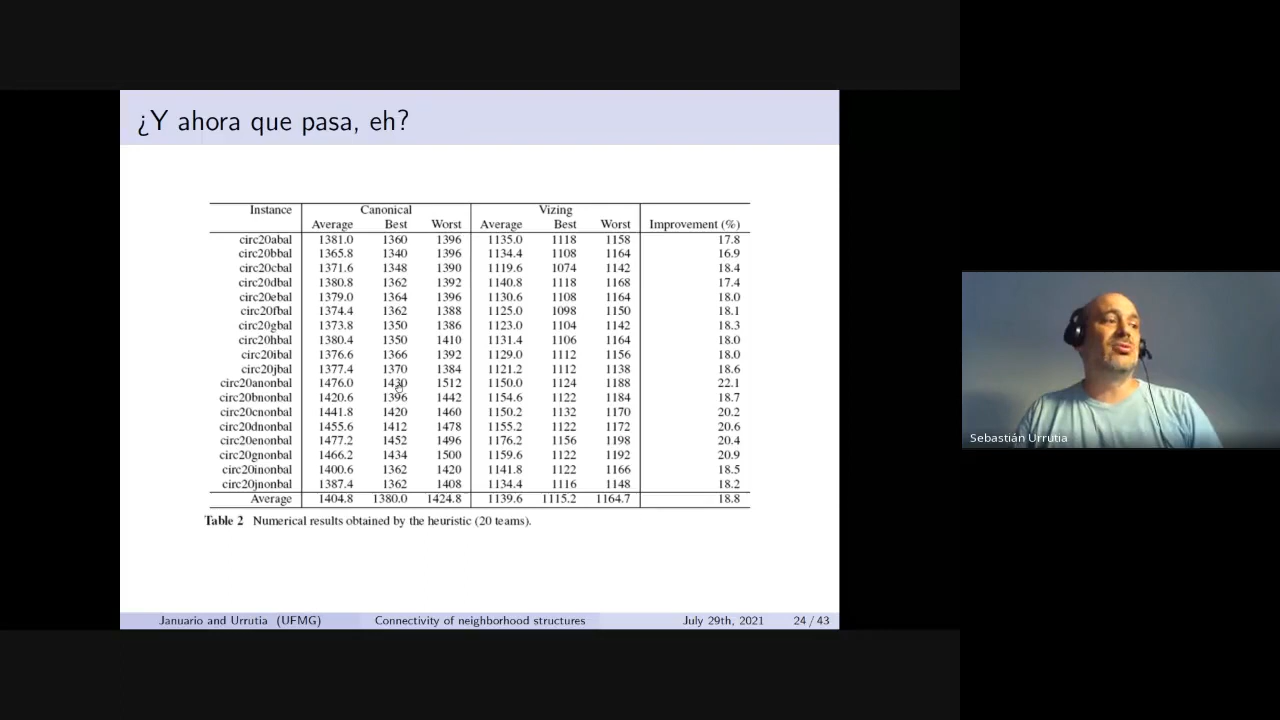 ¿Y ahora que pasa, eh?
Instance Canonical Vizing
Average Best Worst Average Best Worst Improvement (%)
circ20abal 1381.0 1360 1396 1135.0 1118 1158 17.8
circ20bbal 1365.8 1340 1396 1134.4 1108 1164 16.9
circ20cbal 1371.6 1348 1390 1119.6 1074 1142 18.4
circ20dbal 1380.8 1362 1392 1140.8 1118 1168 17.4
circ20ebal 1379.0 1364 1396 1130.6 1108 1164 18.0
circ20fbal 1374.4 1362 1388 1125.0 1098 1150 18.1
circ20gbal 1373.8 1350 1386 1123.0 1104 1142 18.3
circ20hbal 1380.4 1350 1410 1131.4 1106 1164 18.0
circ20ibal 1376.6 1366 1392 1129.0 1112 1156 18.0
circ20jbal 1377.4 1370 1384 1121.2 1112 1138 18.6
circ20anonbal 1476.0 1430 1512 1150.0 1124 1188 22.1
circ20bnonbal 1420.6 1396 1442 1154.6 1122 1184 18.7
circ20cnonbal 1441.8 1420 1460 1150.2 1132 1170 20.2
circ20dnonbal 1455.6 1412 1478 1155.2 1122 1172 20.6
circ20enonbal 1477.2 1452 1496 1176.2 1156 1198 20.4
circ20gnonbal 1466.2 1434 1500 1159.6 1122 1192 20.9
circ20inonbal 1400.6 1362 1420 1141.8 1122 1166 18.5
circ20jnonbal 1387.4 1362 1408 1134.4 1116 1148 18.2
Average 1404.8 1380.0 1424.8 1139.6 1115.2 1164.7 18.8
Table 2 Numerical results obtained by the heuristic (20 teams).
Januario and Urrutia (UFMG) Connectivity of neighborhood structures July 29th, 2021 24 / 43
Sebastián Urrutia